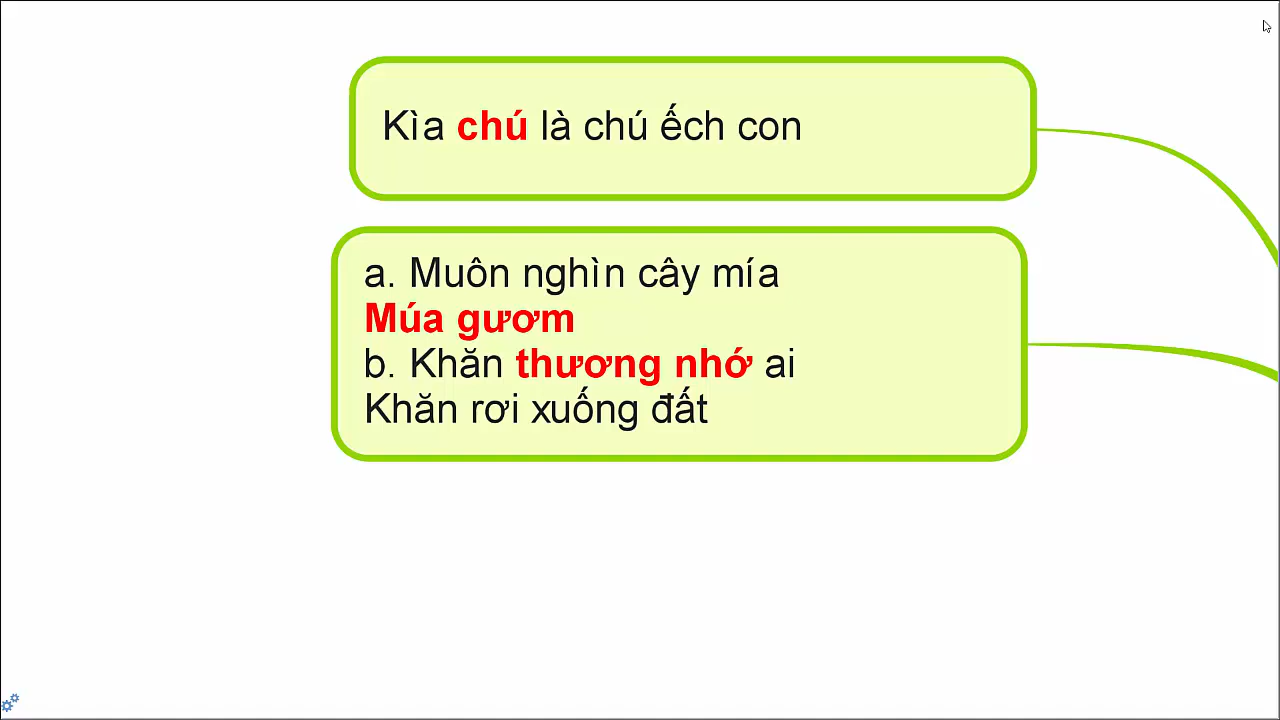 Kìa chú là chú ếch con
a. Muôn nghìn cây mía
Múa gươm
b. Khăn thương nhớ ai
Khăn rơi xuống đất